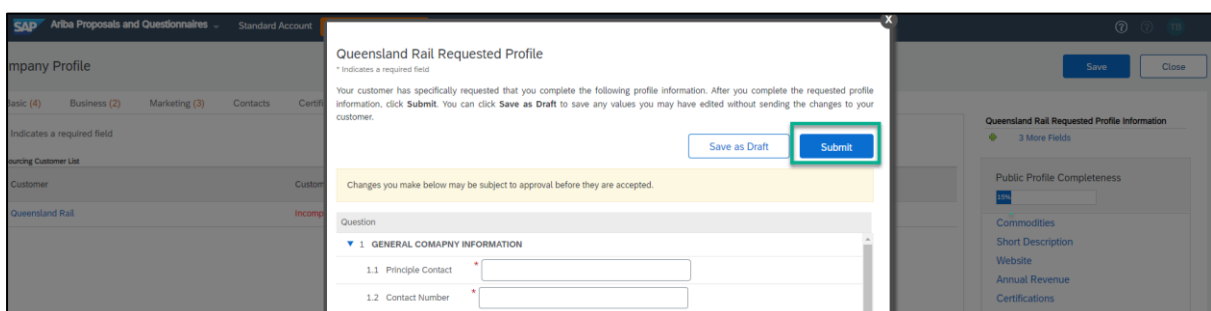 SAP Ariba Proposals and Questionnaires Standard Account TB
X
mpany Profile
Save Close
Basic (4) Business (2) Marketing (3) Contacts Certifi
Indicates a required field
ourcing Customer List
Customer Custom
Queensland Rail Incomp
Queensland Rail Requested Profile
* Indicates a required field
Your customer has specifically requested that you complete the following profile information. After you complete the requested profile
information, click Submit. You can click Save as Draft to save any values you may have edited without sending the changes to your
customer.
Save as Draft Submit
Changes you make below may be subject to approval before they are accepted.
Question
▼ 1 GENERAL COMAPNY INFORMATION
1.1 Principle Contact *
1.2 Contact Number *
Queensland Rail Requested Profile Information
3 More Fields
Public Profile Completeness
15%
Commodities
Short Description
Website
Annual Revenue
Certifications